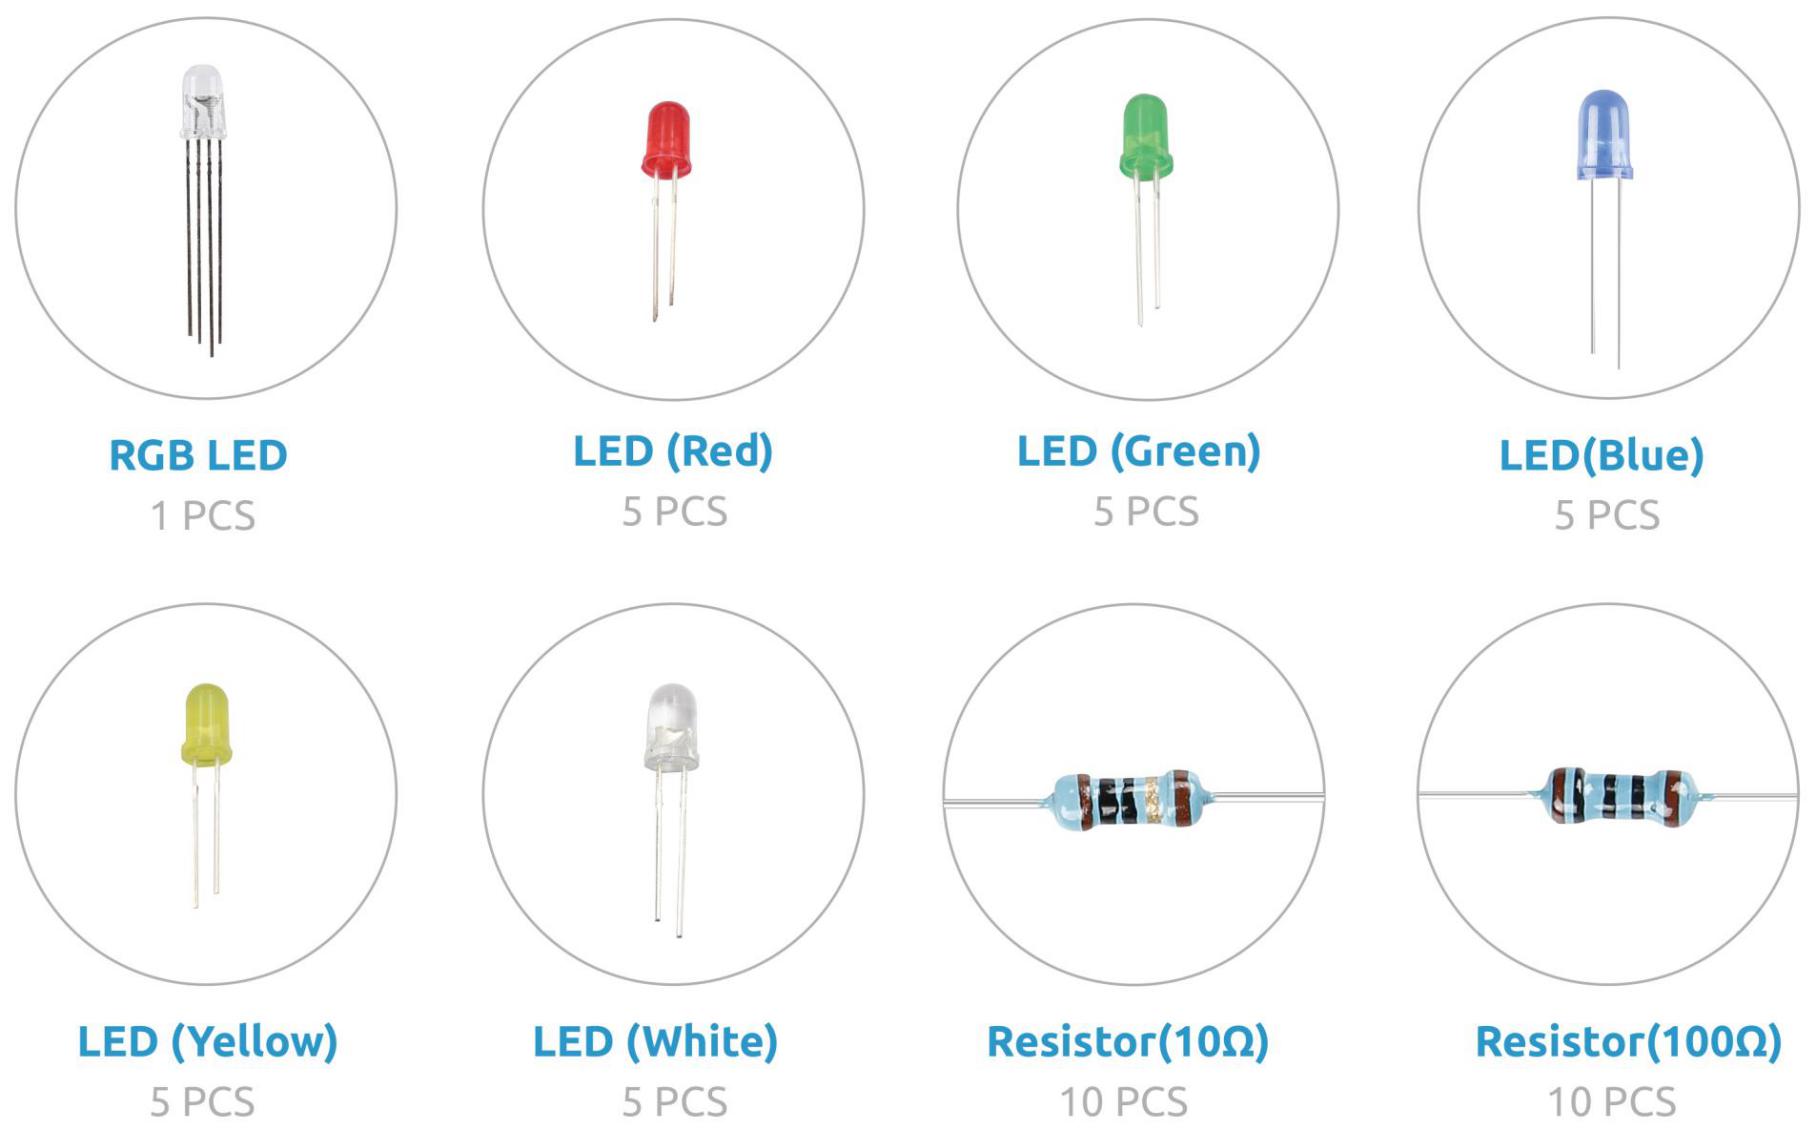 RGB LED
1 PCS
LED (Red)
5 PCS
LED (Green)
5 PCS
LED(Blue)
5 PCS
LED (Yellow)
5 PCS
LED (White)
5 PCS
Resistor(10Ω)
10 PCS
Resistor(100Ω)
10 PCS